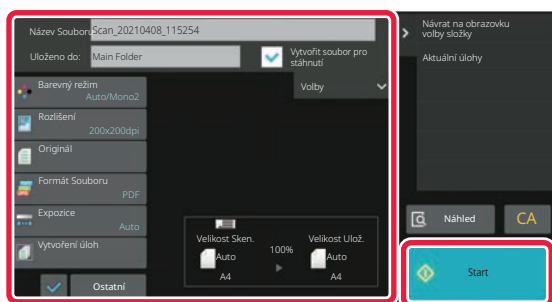 Název Souboru
Scan_20210408_115254
Uloženo do:
Main Folder
Vytvořit soubor pro
stáhnutí
Barevný režim
Auto/Mono2
Volby
Rozlišení
200x200dpi
Originál
Formát Souboru
PDF
Expozice
Auto
Vytvoření úloh
Ostatní
Velikost Sken.
Auto
A4
100%
Velikost Ulož.
Auto
A4
Návrat na obrazovku
volby složky
Aktuální úlohy
Náhled
CA
Start